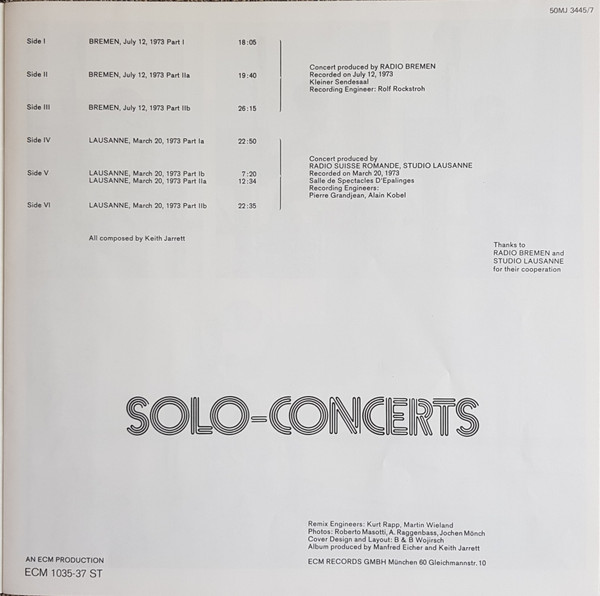 50MJ 3445/7
Side I BREMEN, July 12, 1973 Part I 18:05
Side II BREMEN, July 12, 1973 Part IIa 19:40
Side III BREMEN, July 12, 1973 Part IIb 26:15
Concert produced by RADIO BREMEN
Recorded on July 12, 1973
Kleiner Sendesaal
Recording Engineer: Rolf Rockstroh
Side IV LAUSANNE, March 20, 1973 Part Ia 22:50
Side V LAUSANNE, March 20, 1973 Part Ib 7:20
LAUSANNE, March 20, 1973 Part IIa 12:34
Side VI LAUSANNE, March 20, 1973 Part IIb 22:35
Concert produced by
RADIO SUISSE ROMANDE, STUDIO LAUSANNE
Recorded on March 20, 1973
Salle de Spectacles D'Epalinges
Recording Engineers:
Pierre Grandjean, Alain Kobel
All composed by Keith Jarrett
Thanks to
RADIO BREMEN and
STUDIO LAUSANNE
for their cooperation
SOLO-CONCERTS
Remix Engineers: Kurt Rapp, Martin Wieland
Photos: Roberto Masotti, A. Raggenbass, Jochen Mönch
Cover Design and Layout: B & B Wojirsch
Album produced by Manfred Eicher and Keith Jarrett
ECM RECORDS GMBH München 60 Gleichmannstr. 10
AN ECM PRODUCTION
ECM 1035-37 ST